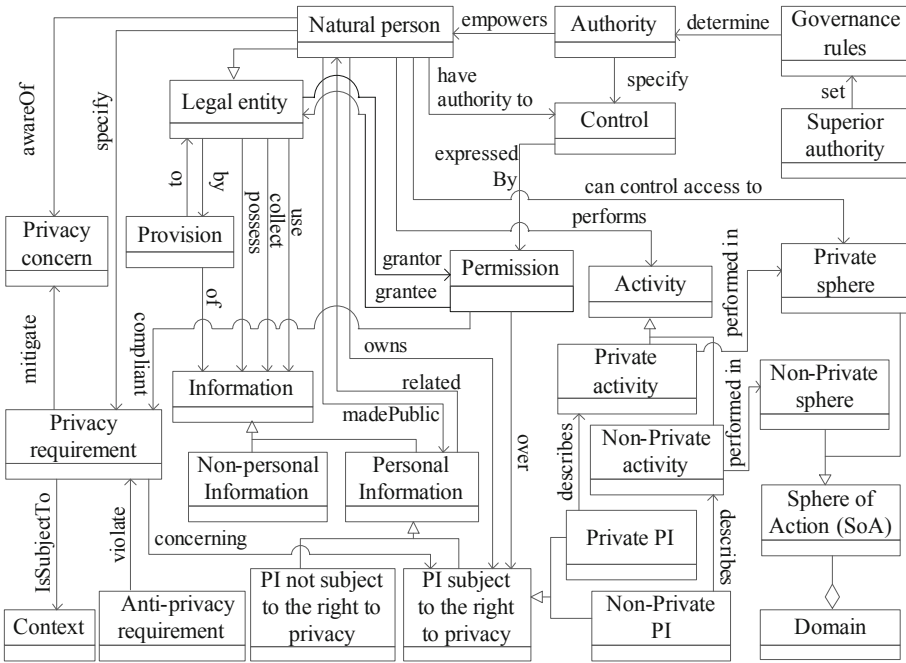 Natural person
empowers
Authority
determine
Governance
rules
awareOf
specify
Legal entity
have
authority to
specify
set
Control
Superior
authority
expressed
By
can control access to
to
by
possess
collect
use
performs
Privacy
concern
Provision
of
grantor
grantee
Permission
Activity
performed in
Private
sphere
mitigate
compliant
Information
owns
related
madePublic
Private
activity
Non-Private
sphere
performed in
Privacy
requirement
Non-personal
Information
Personal
Information
over
describes
Non-Private
activity
Sphere of
Action (SoA)
IsSubjectTo
violate
concerning
Private PI
describes
Context
Anti-privacy
requirement
PI not subject
to the right to
privacy
PI subject
to the right
to privacy
Non-Private
PI
Domain